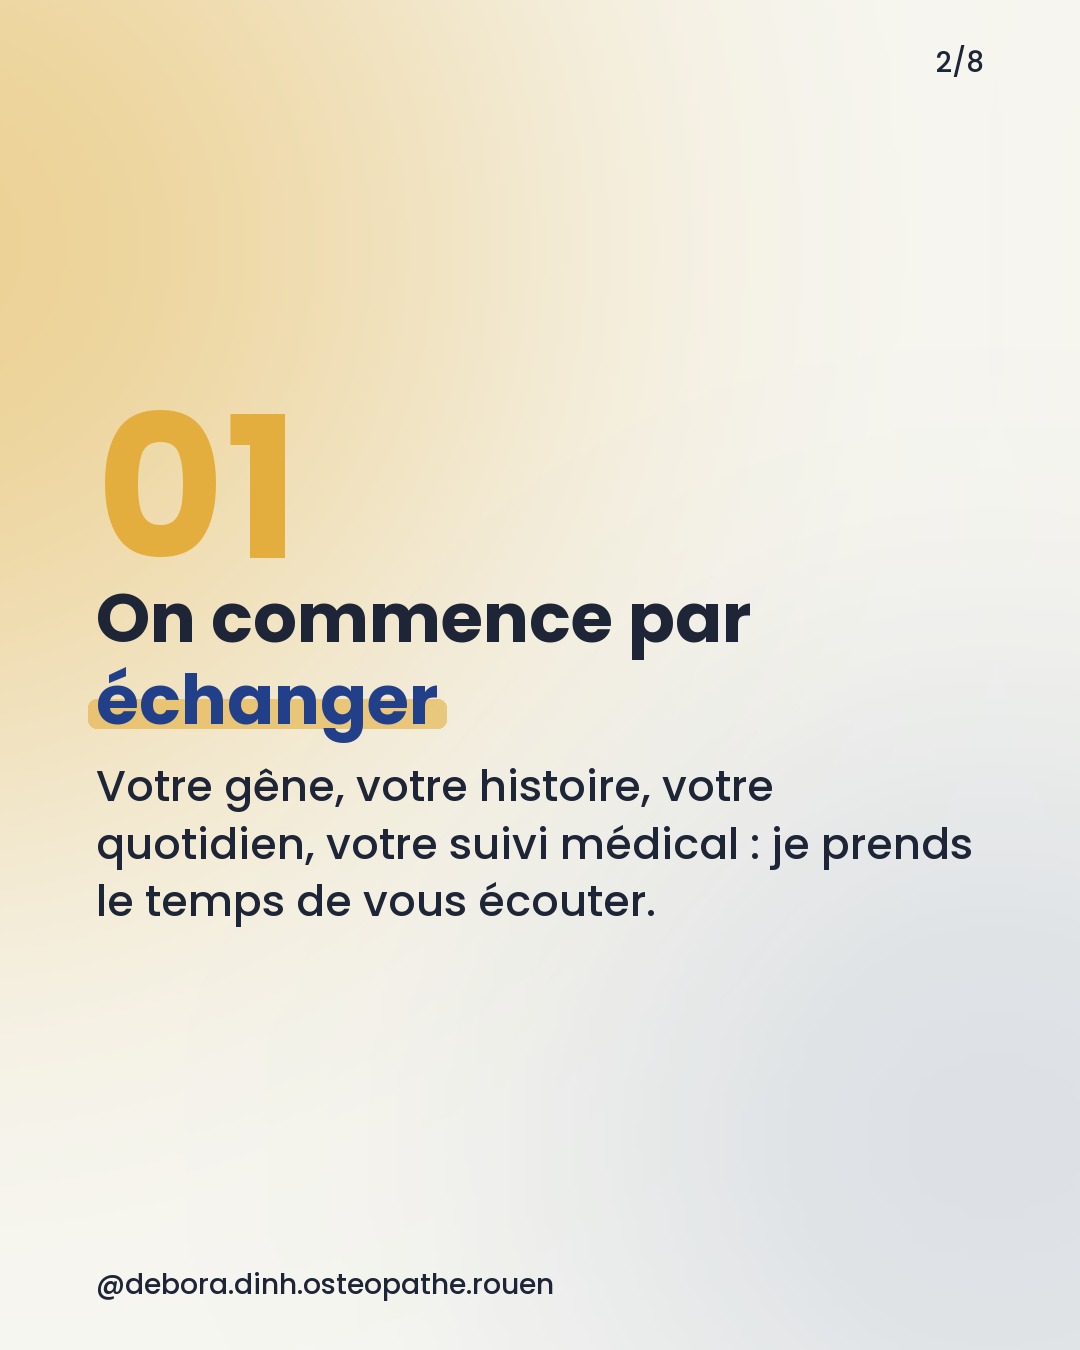 2/8
01
On commence par
échanger
Votre gêne, votre histoire, votre
quotidien, votre suivi médical : je prends
le temps de vous écouter.
@debora.dinh.osteopathe.rouen